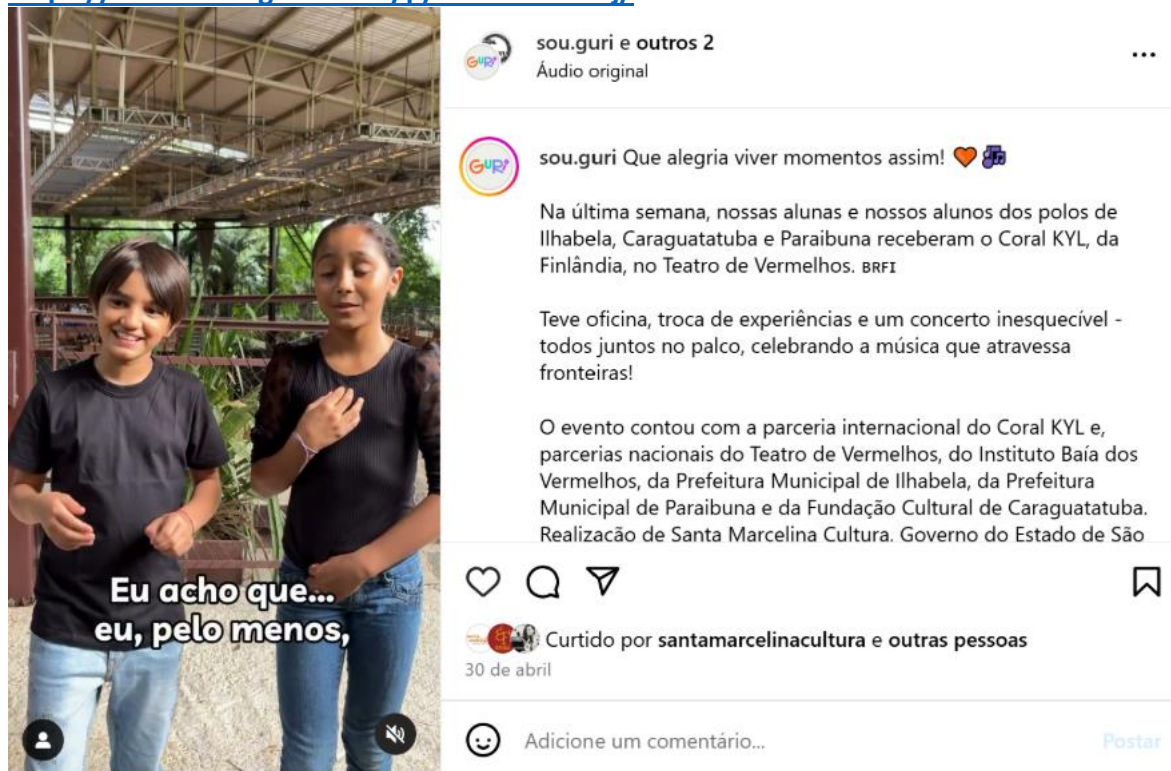 sou.guri e outros 2
Áudio original
GURI
GURI
sou.guri Que alegria viver momentos assim! 🧡🎶
Na última semana, nossas alunas e nossos alunos dos polos de
Ilhabela, Caraguatatuba e Paraibuna receberam o Coral KYL, da
Finlândia, no Teatro de Vermelhos. BRFI
Teve oficina, troca de experiências e um concerto inesquecível -
todos juntos no palco, celebrando a música que atravessa
fronteiras!
O evento contou com a parceria internacional do Coral KYL e,
parcerias nacionais do Teatro de Vermelhos, do Instituto Baía dos
Vermelhos, da Prefeitura Municipal de Ilhabela, da Prefeitura
Municipal de Paraibuna e da Fundação Cultural de Caraguatatuba.
Realização de Santa Marcelina Cultura, Governo do Estado de São
Eu acho que...
eu, pelo menos,
Curtido por santamarcelinacultura e outras pessoas
30 de abril
Adicione um comentário...
Postar